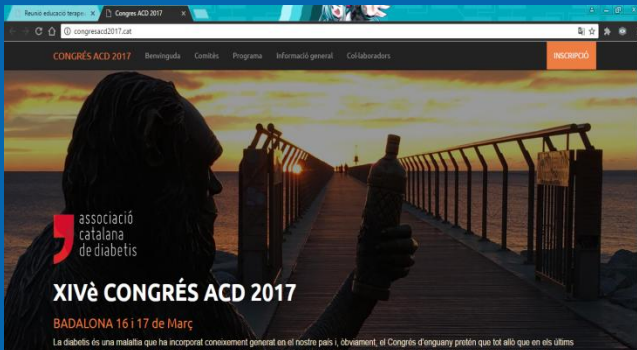 Reunió educació terapèu
Congres ACD 2017
congresacd2017.cat
CONGRÉS ACD 2017 Benvinguda Comitès Programa Informació general Col·laboradors INSCRIPCIÓ
associació
catalana
de diabetis
XIVè CONGRÉS ACD 2017
BADALONA 16 i 17 de Març
La diabetis és una malaltia que ha incorporat coneixement generat en el nostre país i, òbviament, el Congrés d'enguany pretén que tot allò que en els últims